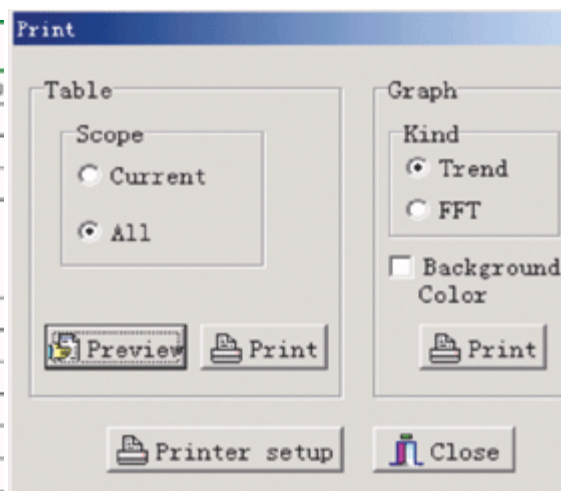 Print
Table
Scope
Current
All
Preview
Print
Graph
Kind
Trend
FFT
Background
Color
Print
Printer setup
Close